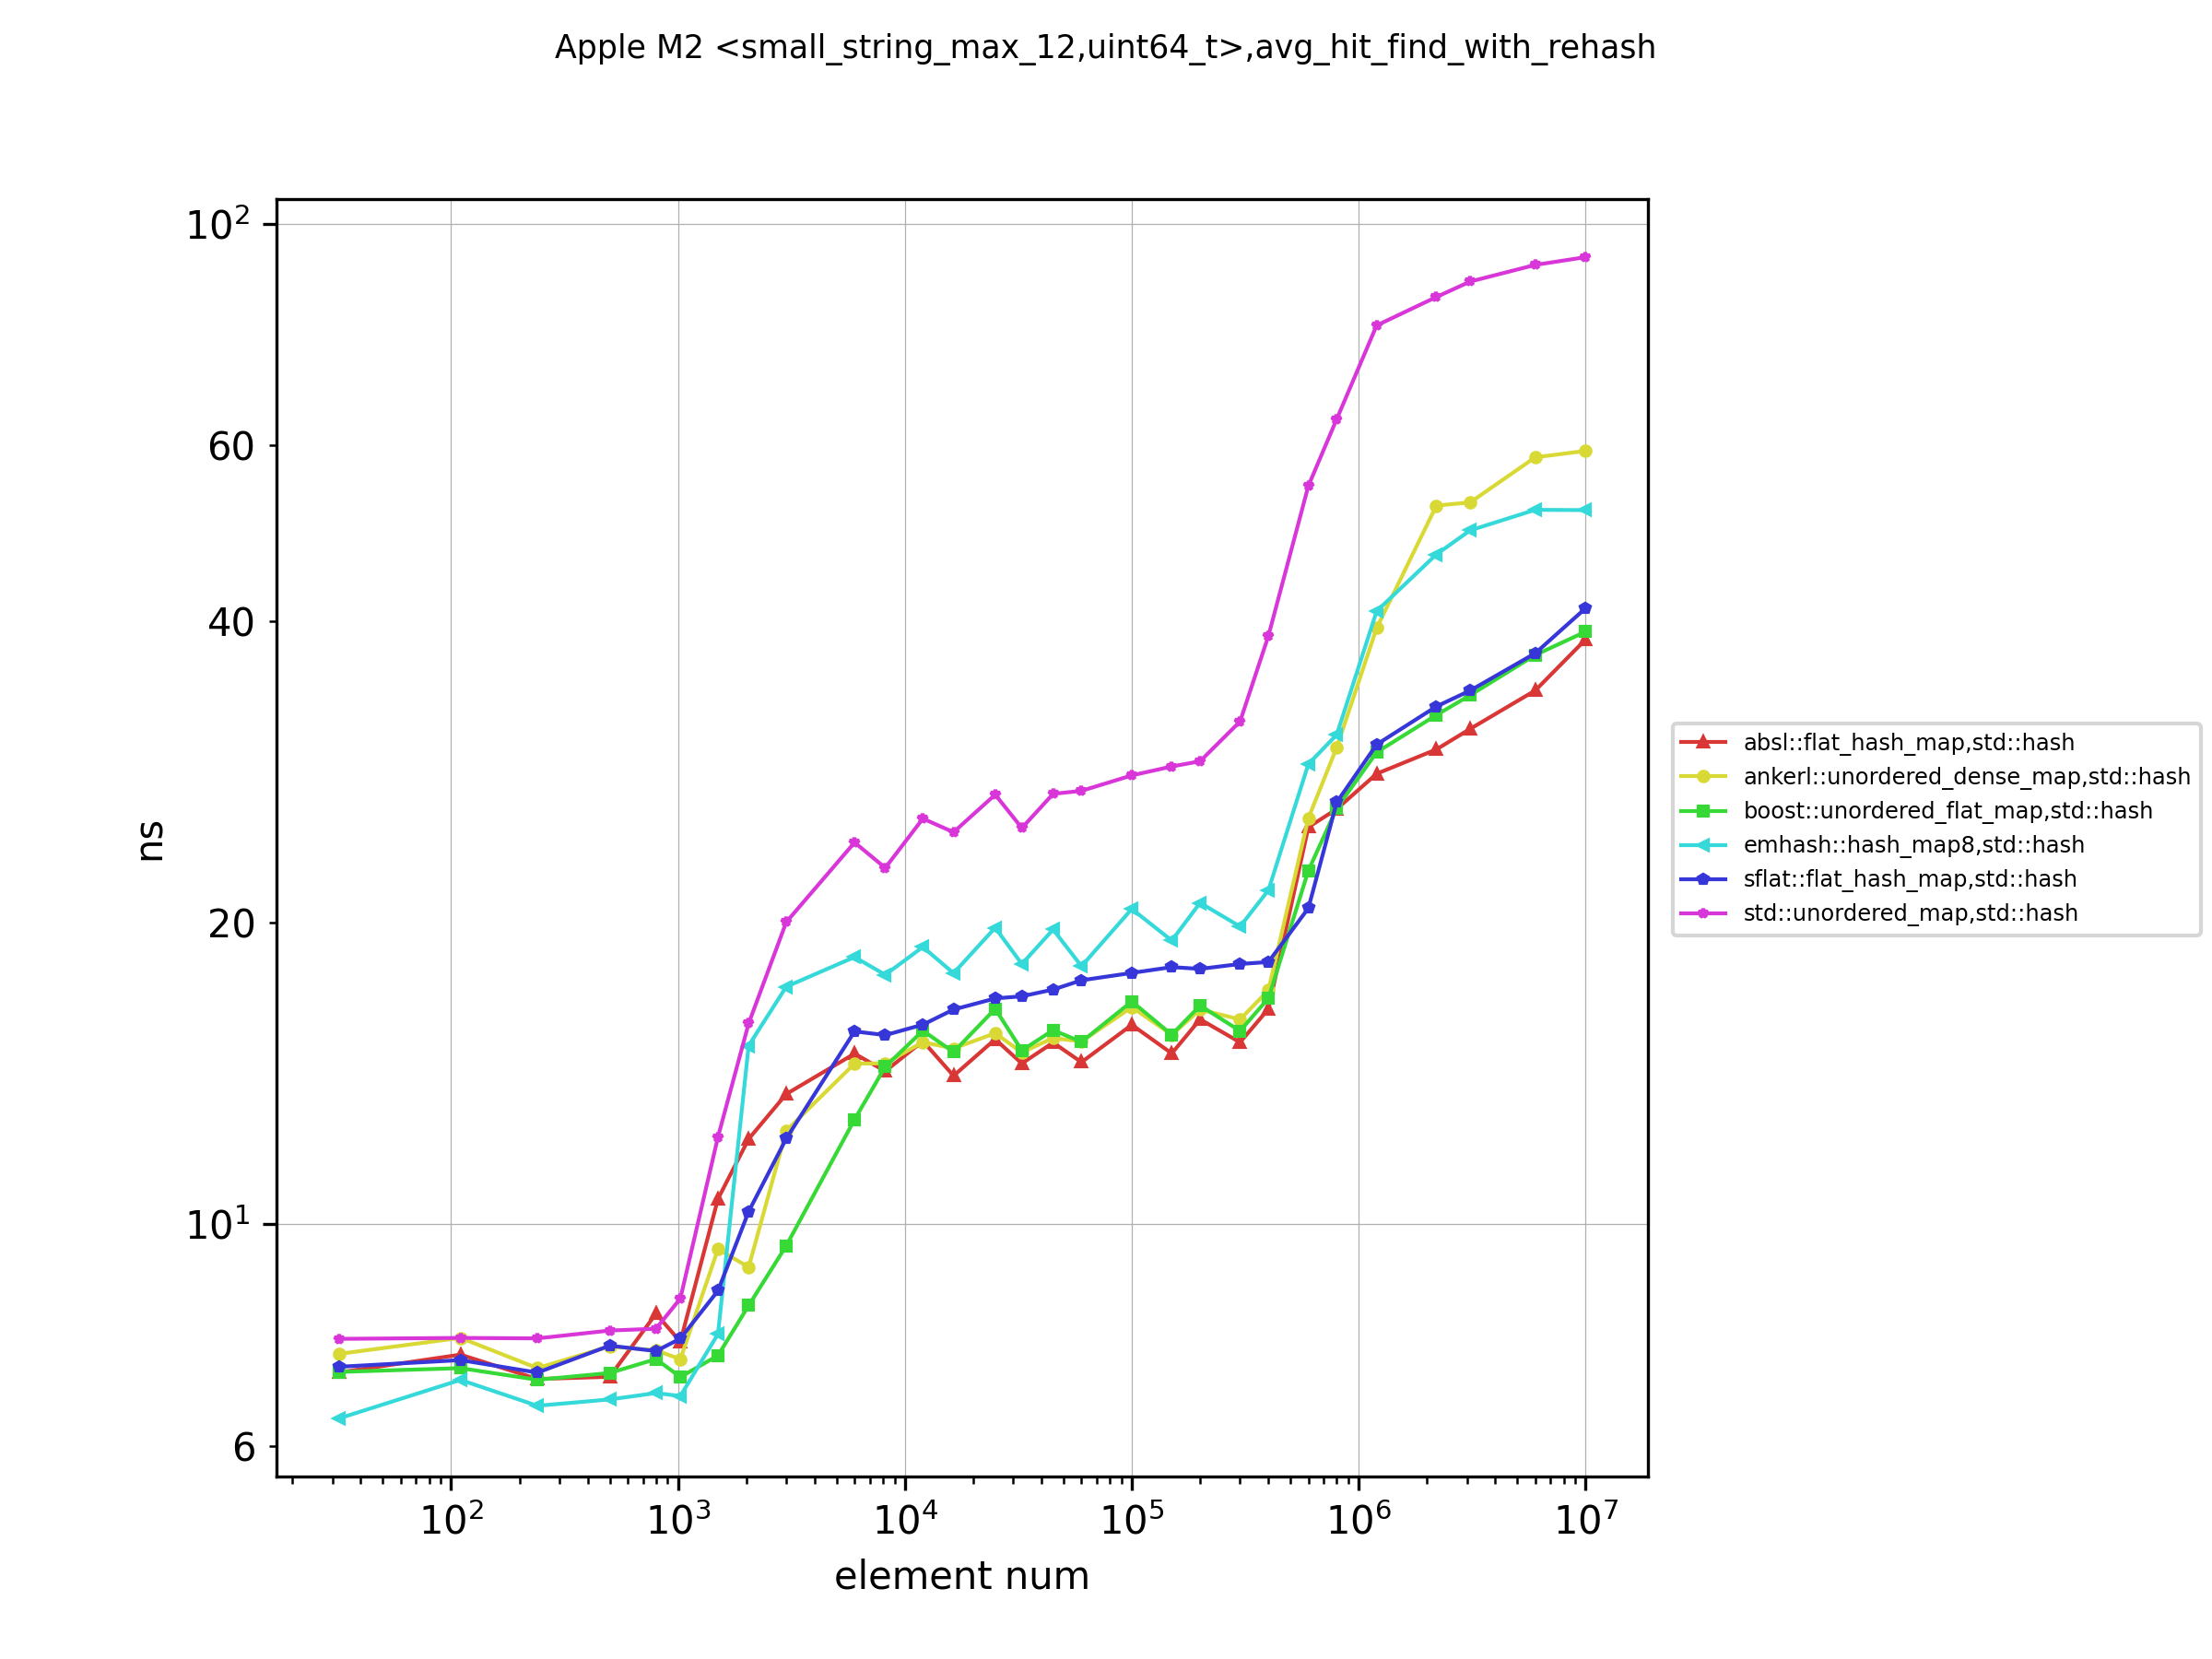 Apple M2 <small_string_max_12,uint64_t>,avg_hit_find_with_rehash
10²
60
40
20
10¹
6
ns
10² 10³ 10⁴ 10⁵ 10⁶ 10⁷
element num
absl::flat_hash_map,std::hash
ankerl::unordered_dense_map,std::hash
boost::unordered_flat_map,std::hash
emhash::hash_map8,std::hash
sflat::flat_hash_map,std::hash
std::unordered_map,std::hash